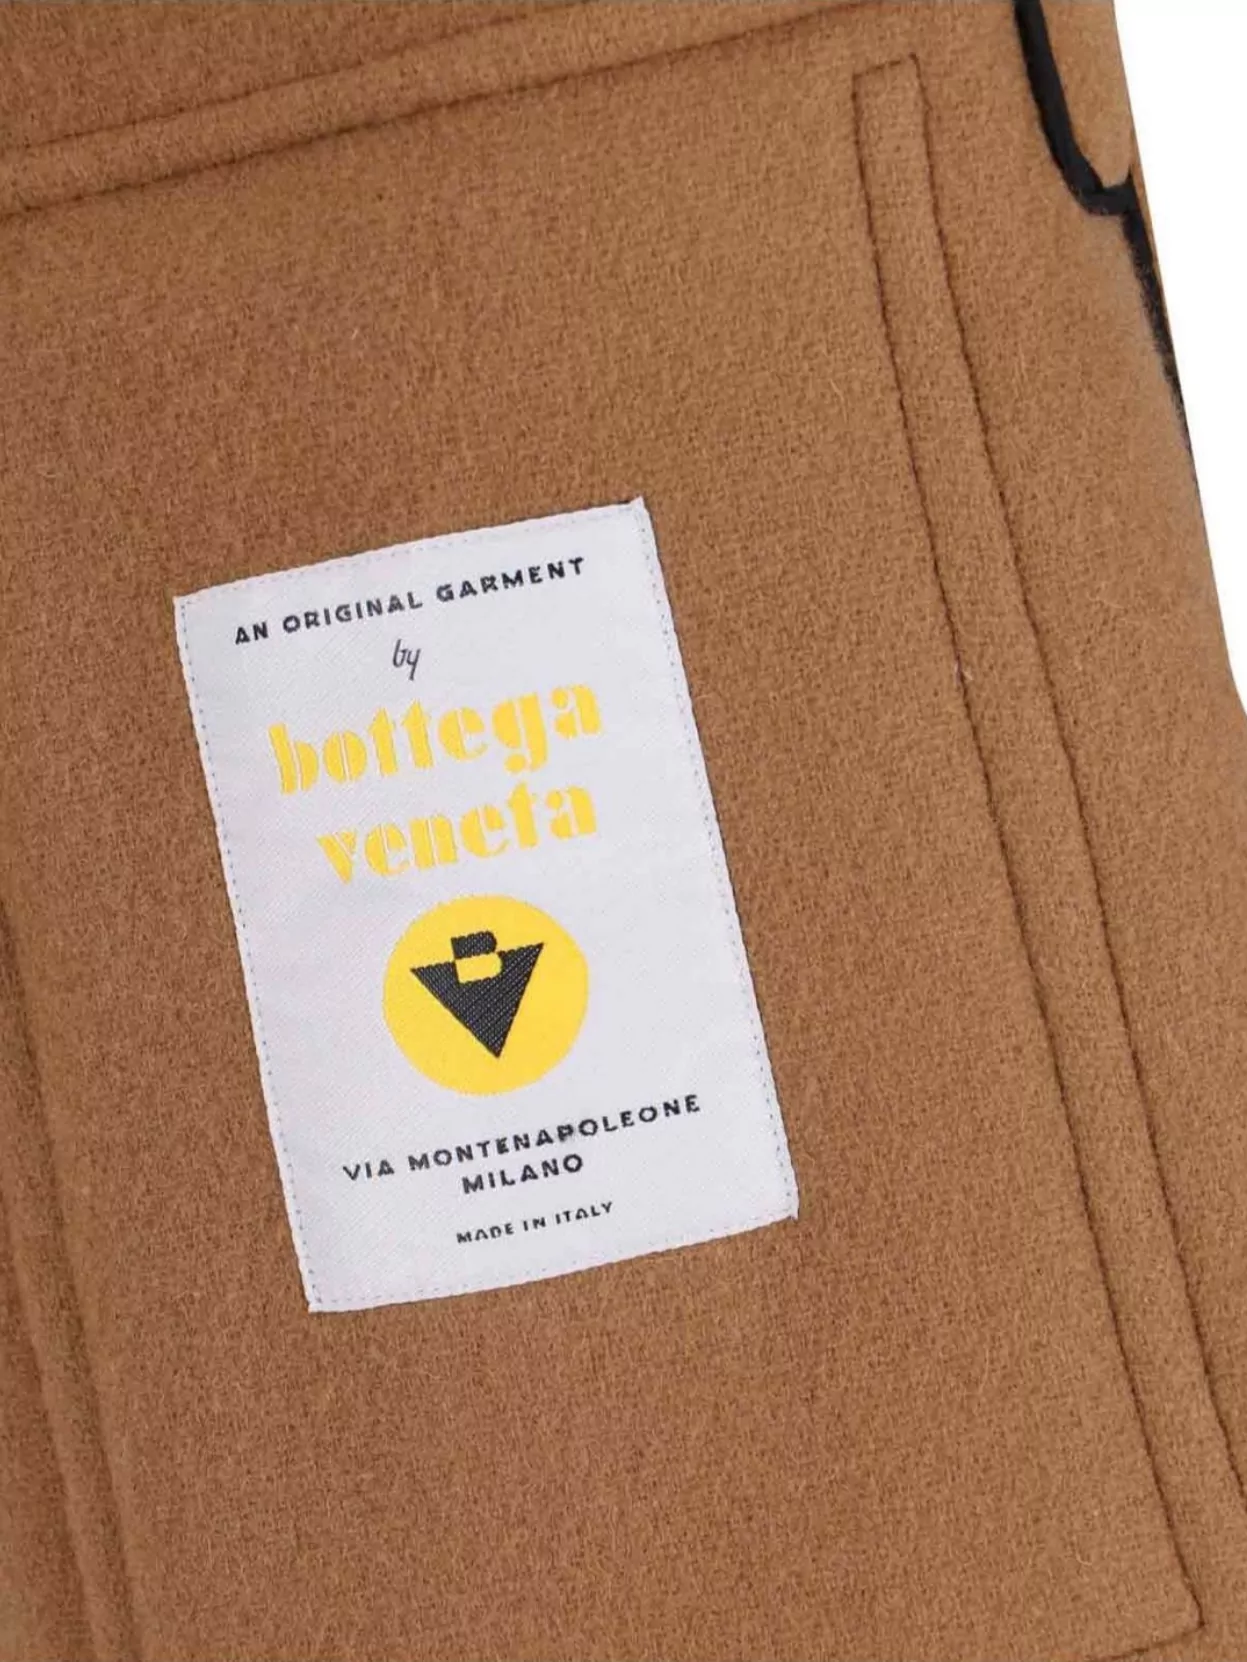 AN ORIGINAL GARMENT
by
bottega
veneta
B
VIA MONTENAPOLEONE
MILANO
MADE IN ITALY